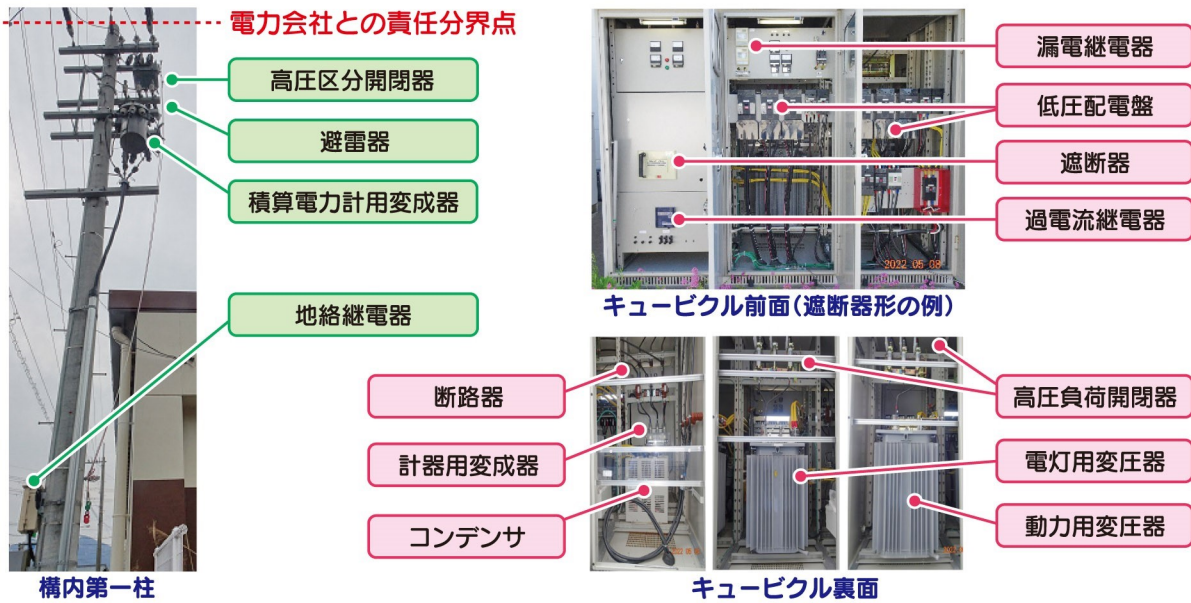 電力会社との責任分界点
高圧区分開閉器
避雷器
積算電力計用変成器
地絡継電器
構内第一柱
漏電継電器
低圧配電盤
遮断器
過電流継電器
2022 05 08
キュービクル前面(遮断器形の例)
断路器
計器用変成器
コンデンサ
高圧負荷開閉器
電灯用変圧器
動力用変圧器
キュービクル裏面